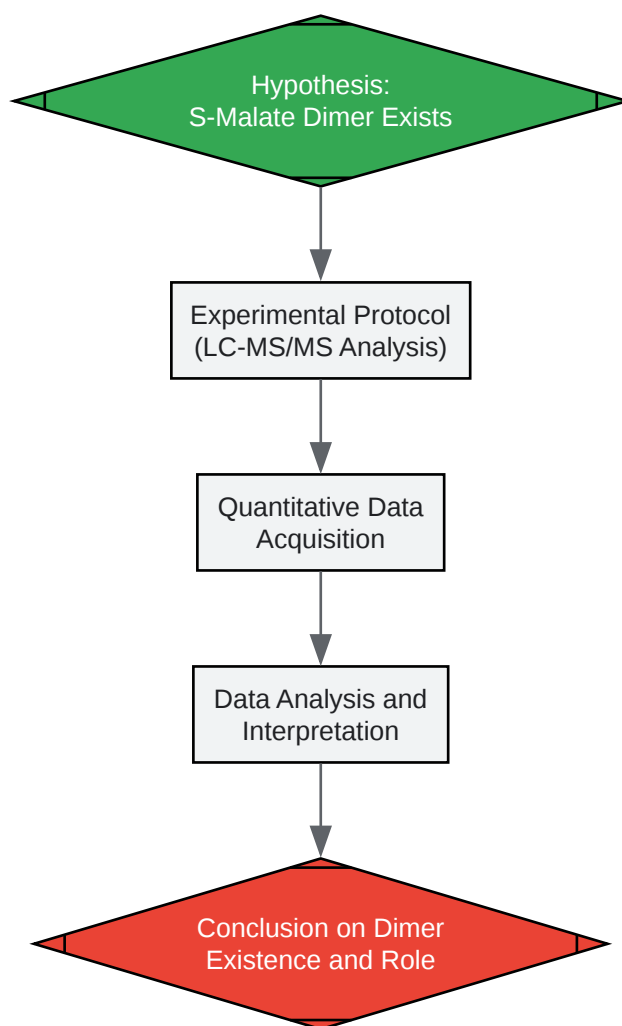 Hypothesis:
S-Malate Dimer Exists
Experimental Protocol
(LC-MS/MS Analysis)
Quantitative Data
Acquisition
Data Analysis and
Interpretation
Conclusion on Dimer
Existence and Role